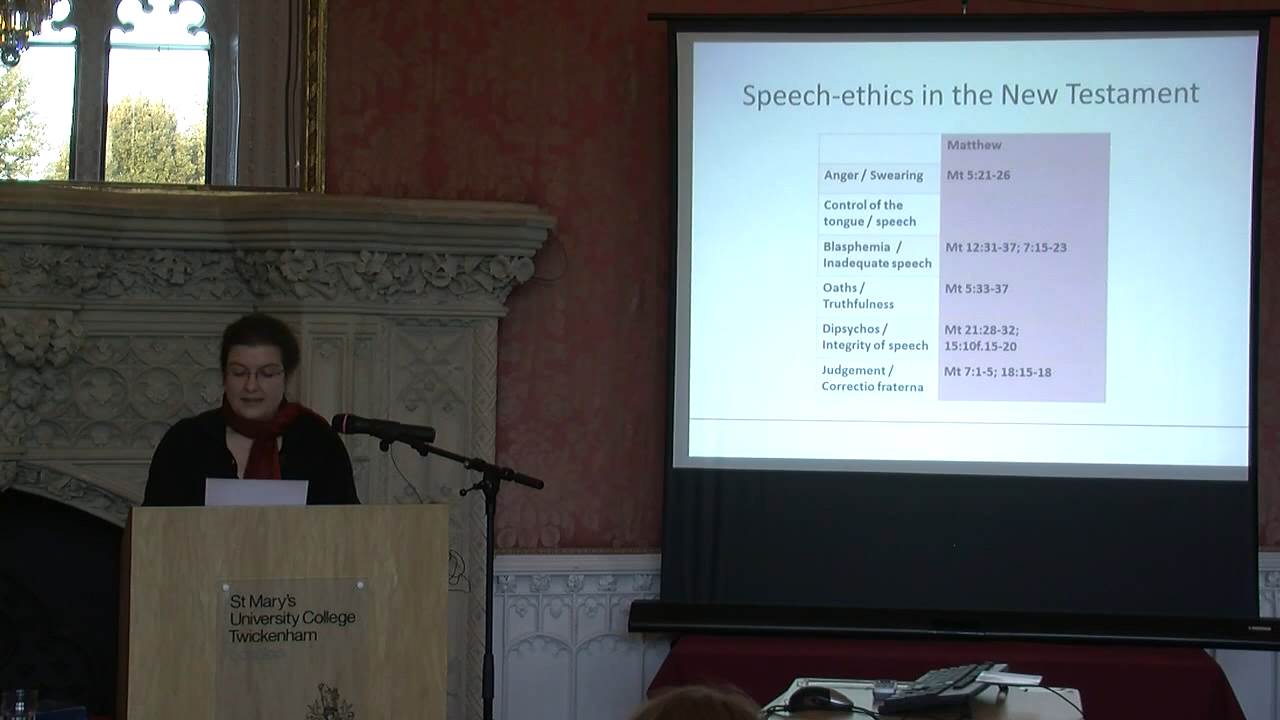 Speech-ethics in the New Testament
Matthew
Anger / Swearing Mt 5:21-26
Control of the
tongue / speech
Blasphemia / Mt 12:31-37; 7:15-23
Inadequate speech
Oaths / Mt 5:33-37
Truthfulness
Dipsychos / Mt 21:28-32;
Integrity of speech 15:10f.15-20
Judgement / Mt 7:1-5; 18:15-18
Correctio fraterna
St Mary's
University College
Twickenham